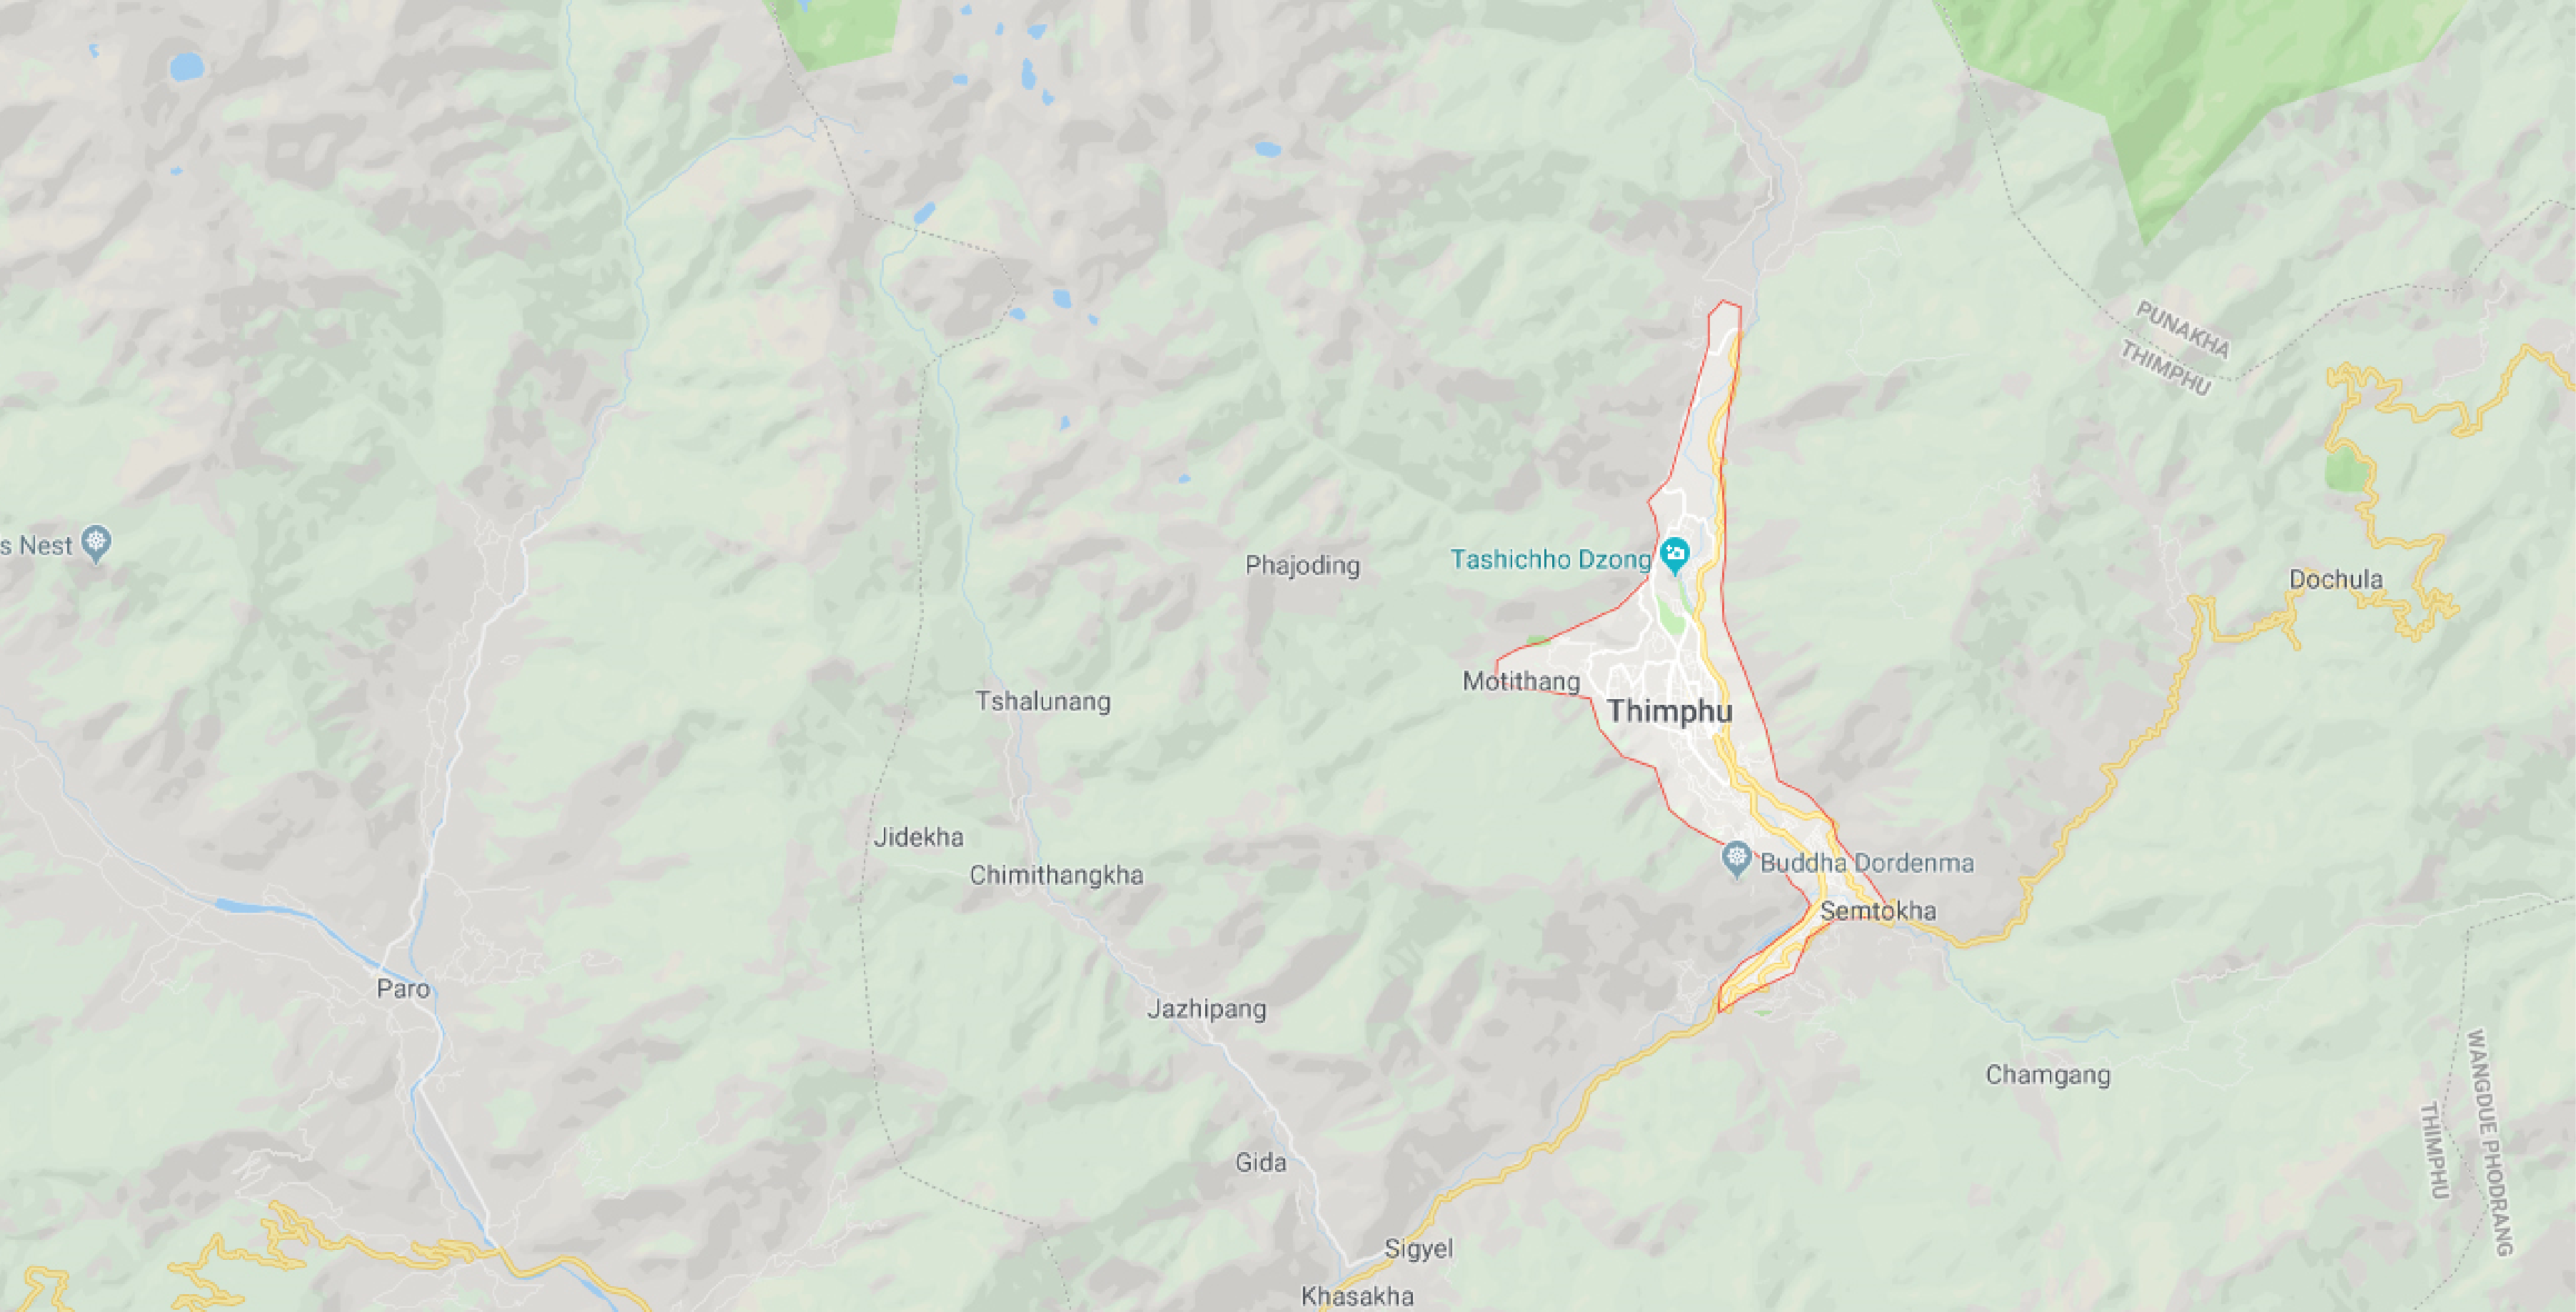 PUNAKHA
THIMPHU
s Nest
Phajoding
Tashichho Dzong
Dochula
Motithang
Tshalunang
Thimphu
Jidekha
Chimithangkha
Buddha Dordenma
Semtokha
Paro
Jazhipang
Chamgang
WANGDUE PHODRANG
THIMPHU
Gida
Sigyel
Khasakha